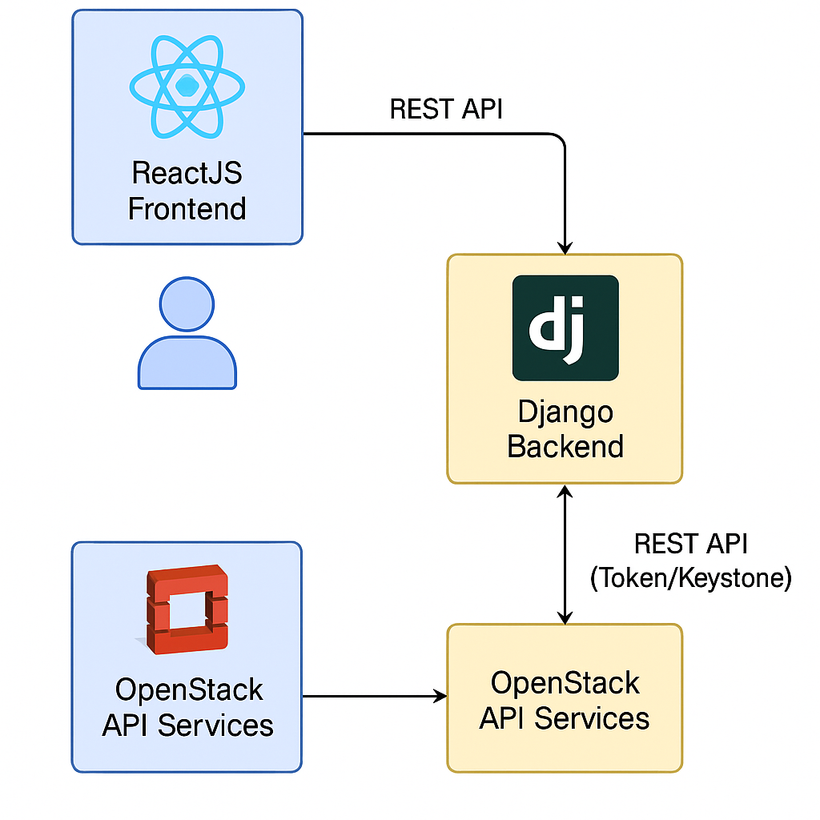 REST API
ReactJS
Frontend
dj
Django
Backend
REST API
(Token/Keystone)
OpenStack
API Services
OpenStack
API Services